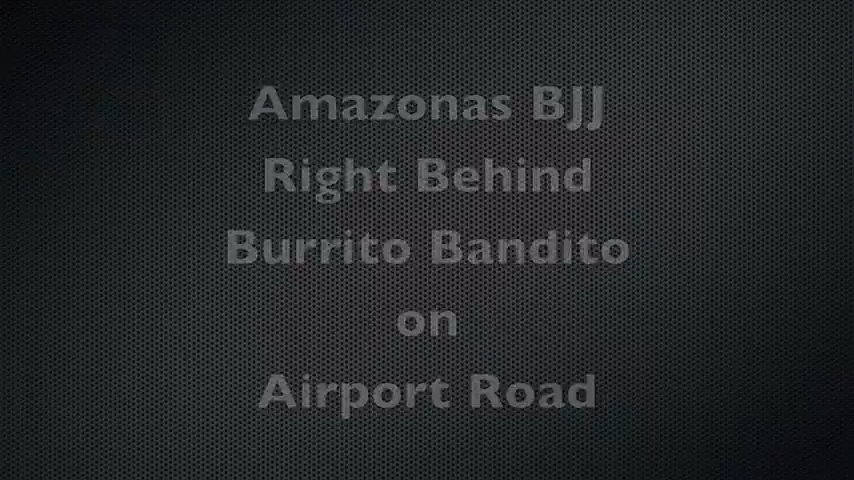 Amazonas BJJ
Right Behind
Burrito Bandito
on
Airport Road